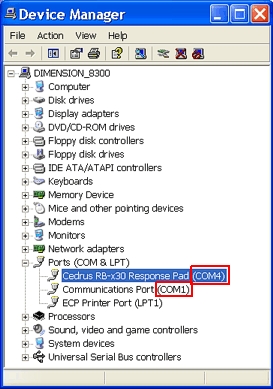 Device Manager
File Action View Help
DIMENSION_8300
Computer
Disk drives
Display adapters
DVD/CD-ROM drives
Floppy disk controllers
Floppy disk drives
IDE ATA/ATAPI controllers
Keyboards
Memory Device
Mice and other pointing devices
Modems
Monitors
Network adapters
Ports (COM & LPT)
Cedrus RB-x30 Response Pad (COM4)
Communications Port (COM1)
ECP Printer Port (LPT1)
Processors
Sound, video and game controllers
System devices
Universal Serial Bus controllers